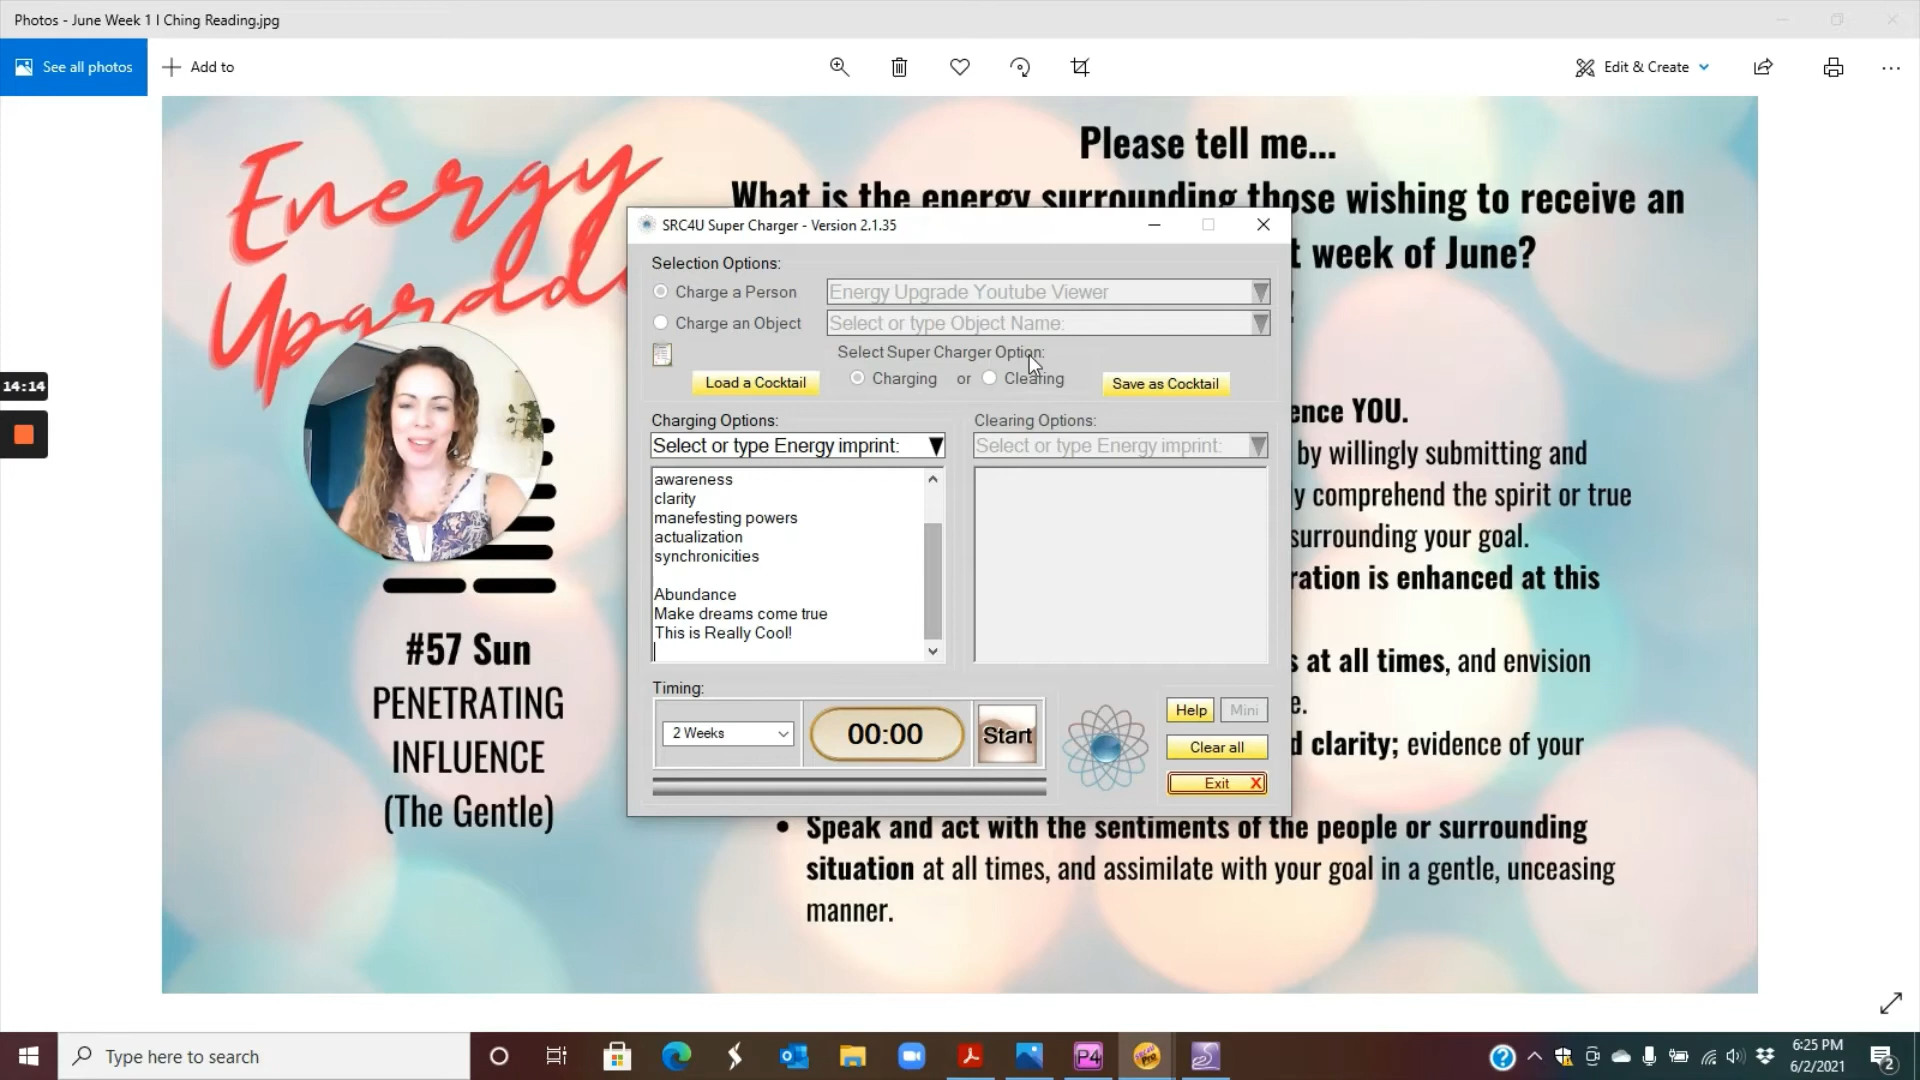 Photos - June Week 1 I Ching Reading.jpg
See all photos
Add to
Edit & Create
Energy
Upgrade
Please tell me...
What is the energy surrounding those wishing to receive an
t week of June?
SRC4U Super Charger - Version 2.1.35
Selection Options:
Charge a Person
Energy Upgrade Youtube Viewer
Charge an Object
Select or type Object Name:
Select Super Charger Option:
Load a Cocktail
Charging or Clearing
Save as Cocktail
Charging Options:
Clearing Options:
Select or type Energy imprint:
Select or type Energy imprint:
awareness
clarity
manefesting powers
actualization
synchronicities
Abundance
Make dreams come true
This is Really Cool!
Timing:
2 Weeks
00:00
Start
Help
Mini
Clear all
Exit X
14:14
ence YOU.
by willingly submitting and
y comprehend the spirit or true
surrounding your goal.
ration is enhanced at this
s at all times, and envision
e.
d clarity; evidence of your
• Speak and act with the sentiments of the people or surrounding
situation at all times, and assimilate with your goal in a gentle, unceasing
manner.
#57 Sun
PENETRATING
INFLUENCE
(The Gentle)
Type here to search
P4
Pro
6:25 PM
6/2/2021
2